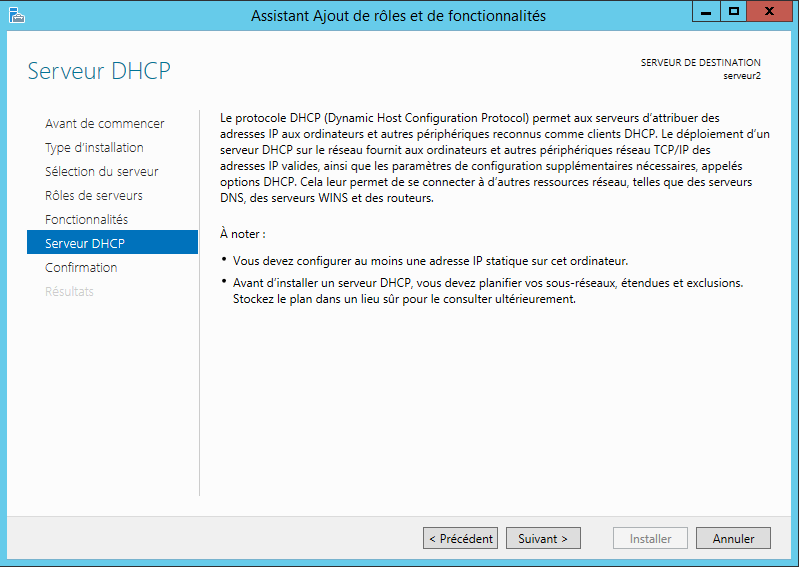 Assistant Ajout de rôles et de fonctionnalités
Serveur DHCP
SERVEUR DE DESTINATION
serveur2
Avant de commencer
Type d'installation
Sélection du serveur
Rôles de serveurs
Fonctionnalités
Serveur DHCP
Confirmation
Résultats
Le protocole DHCP (Dynamic Host Configuration Protocol) permet aux serveurs d'attribuer des
adresses IP aux ordinateurs et autres périphériques reconnus comme clients DHCP. Le déploiement d'un
serveur DHCP sur le réseau fournit aux ordinateurs et autres périphériques réseau TCP/IP des
adresses IP valides, ainsi que les paramètres de configuration supplémentaires nécessaires, appelés
options DHCP. Cela leur permet de se connecter à d'autres ressources réseau, telles que des serveurs
DNS, des serveurs WINS et des routeurs.
À noter :
• Vous devez configurer au moins une adresse IP statique sur cet ordinateur.
• Avant d'installer un serveur DHCP, vous devez planifier vos sous-réseaux, étendues et exclusions.
Stockez le plan dans un lieu sûr pour le consulter ultérieurement.
< Précédent
Suivant >
Installer
Annuler